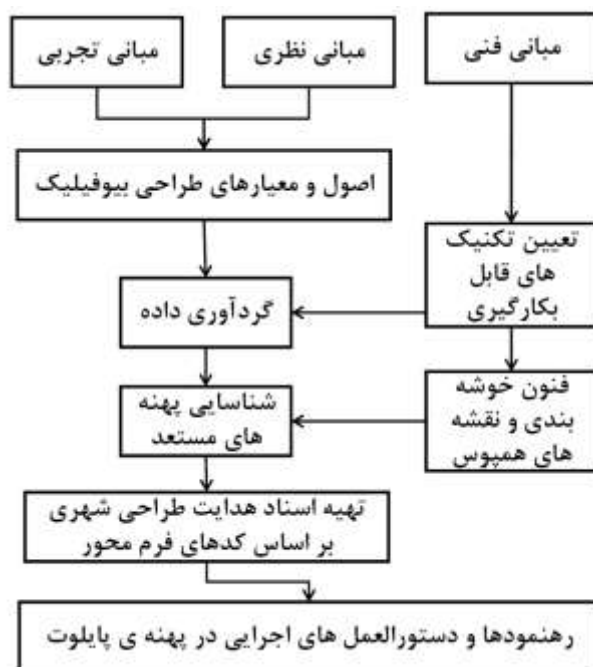 مبانی فنی
مبانی نظری
مبانی تجربی
اصول و معیارهای طراحی بیوفیلیک
تعیین تکنیک
های قابل
بکارگیری
گردآوری داده
فنون خوشه
بندی و نقشه
های همپوس
شناسایی پهنه
های مستعد
تهیه اسناد هدایت طراحی شهری
بر اساس کدهای فرم محور
رهنمودها و دستورالعمل های اجرایی در پهنه ی پایلوت